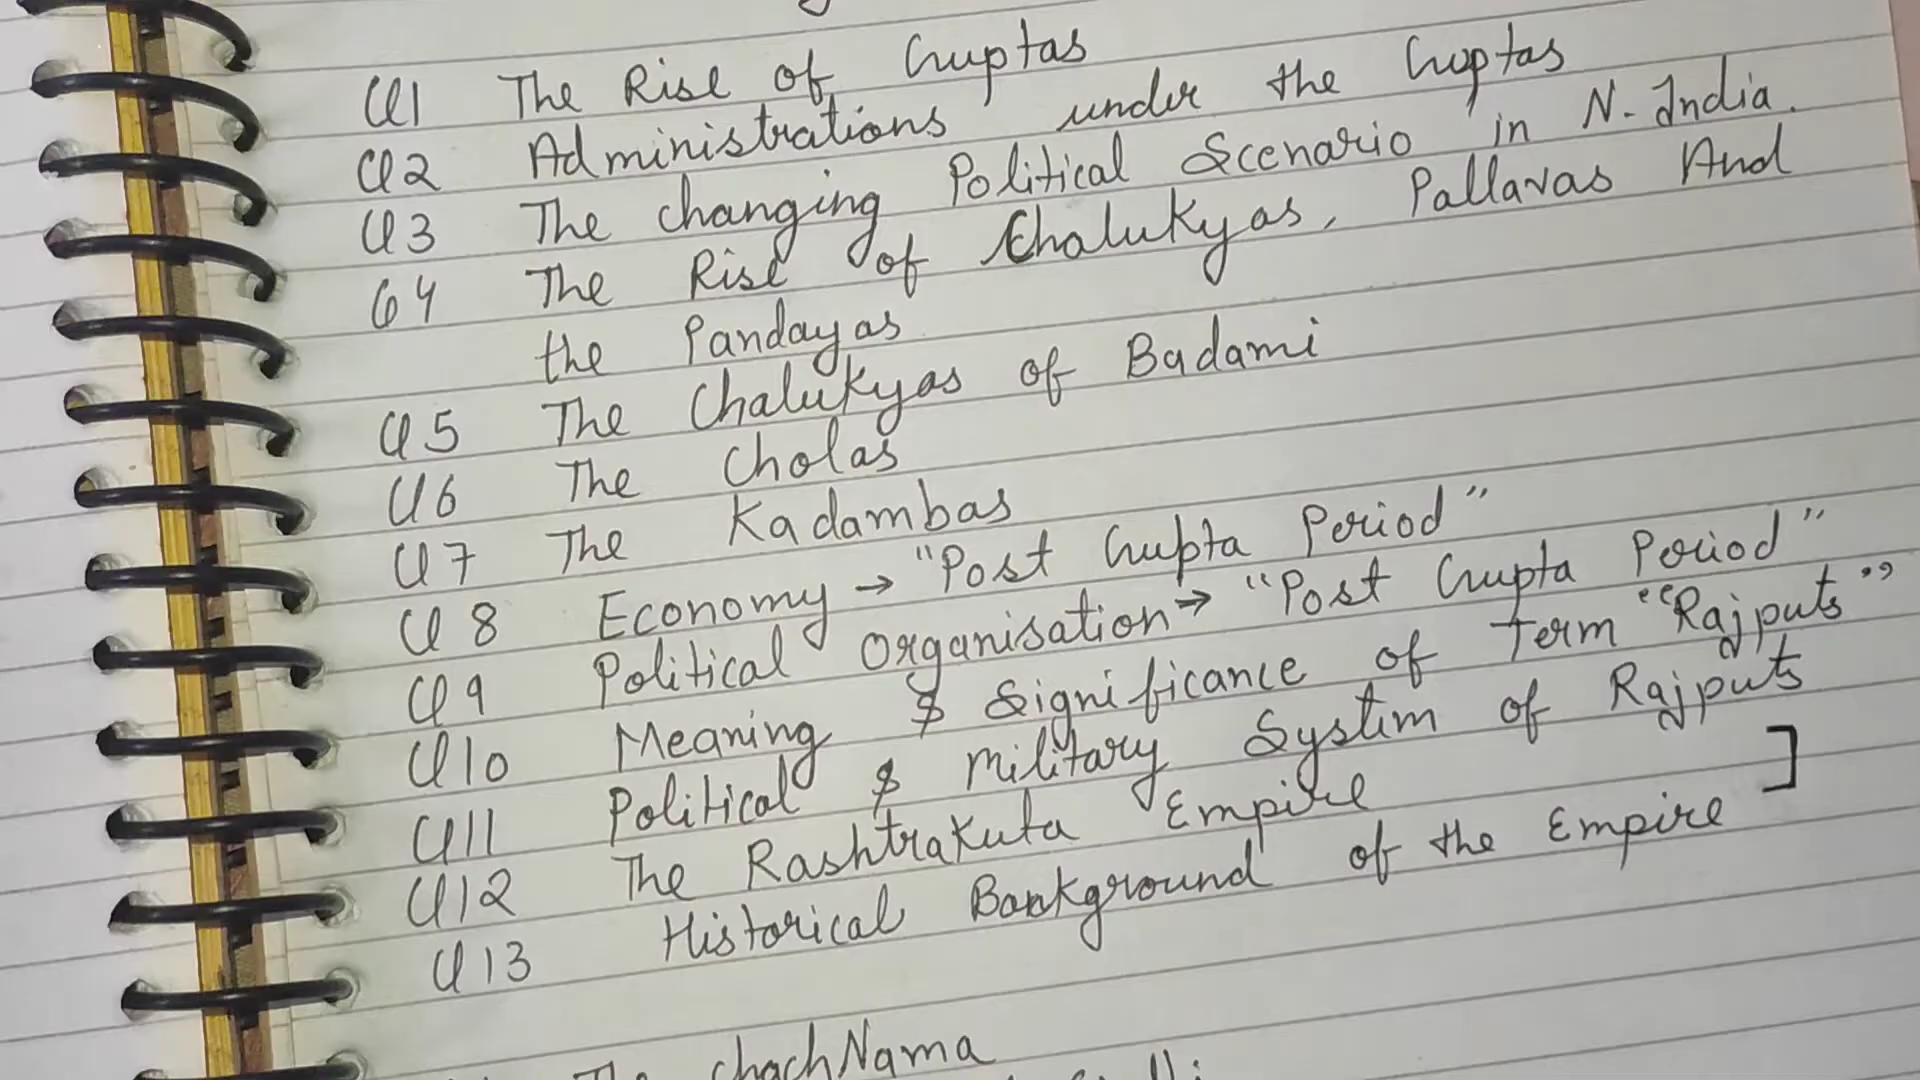 U1 The Rise of Guptas
U2 Administrations under the Guptas
U3 The changing Political Scenario in N. India.
U4 The Rise of Chalukyas, Pallavas And
the Pandayas
U5 The Chalukyas of Badami
U6 The Cholas
U7 The Kadambas
U8 Economy → "Post Gupta Period"
U9 Political Organisation → "Post Gupta Period"
U10 Meaning & Significance of Term "Rajputs"
U11 Political & Military System of Rajputs
U12 The Rashtrakuta Empire ]
U13 Historical Background of the Empire
The chachNama